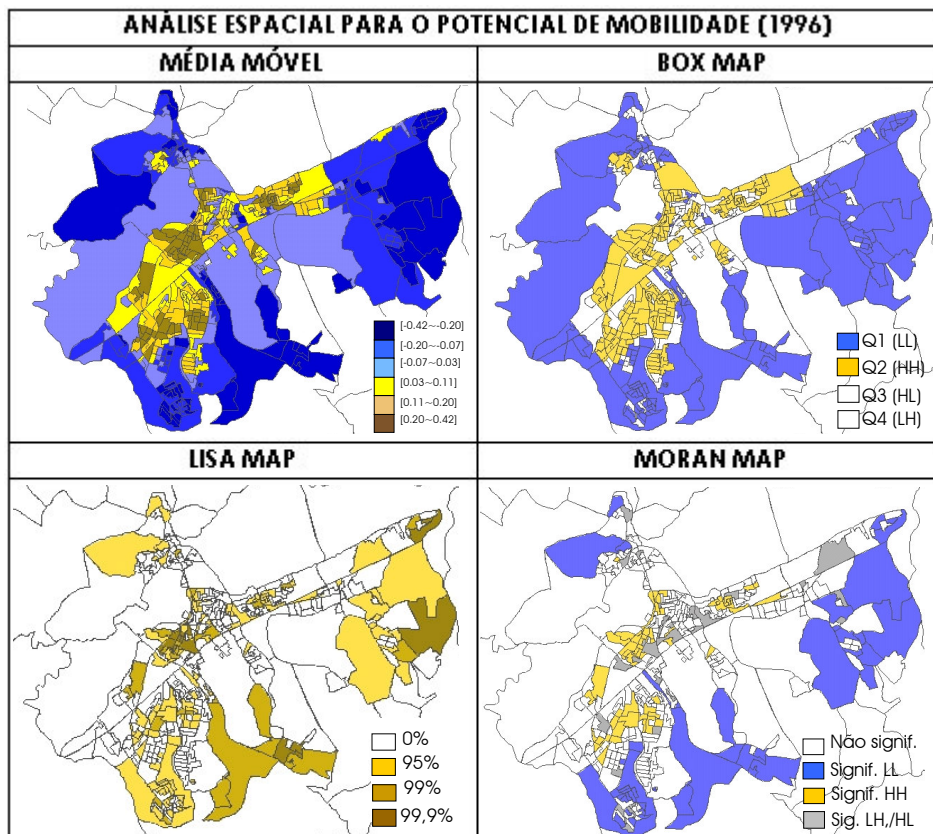 ANÁLISE ESPACIAL PARA O POTENCIAL DE MOBILIDADE (1996)
MÉDIA MÓVEL
BOX MAP
[-0.42~-0.20]
[-0.20~-0.07]
[-0.07~0.03]
[0.03~0.11]
[0.11~0.20]
[0.20~0.42]
Q1 (LL)
Q2 (HH)
Q3 (HL)
Q4 (LH)
LISA MAP
MORAN MAP
0%
95%
99%
99,9%
Não signif.
Signif. LL
Signif. HH
Sig. LH,/HL